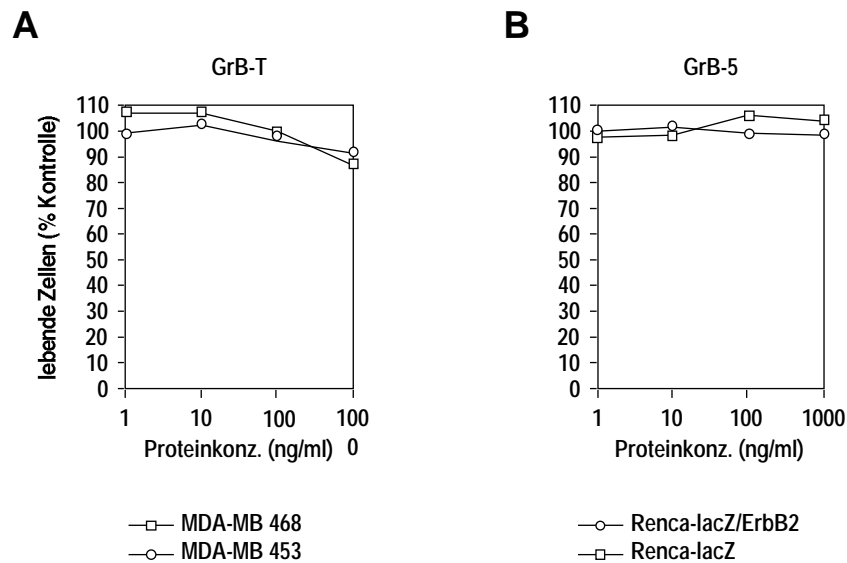 A
GrB-T
lebende Zellen (% Kontrolle)
110
100
90
80
70
60
50
40
30
20
10
0
1 10 100 100
0
Proteinkonz. (ng/ml)
MDA-MB 468
MDA-MB 453
B
GrB-5
110
100
90
80
70
60
50
40
30
20
10
0
1 10 100 1000
Proteinkonz. (ng/ml)
Renca-lacZ/ErbB2
Renca-lacZ